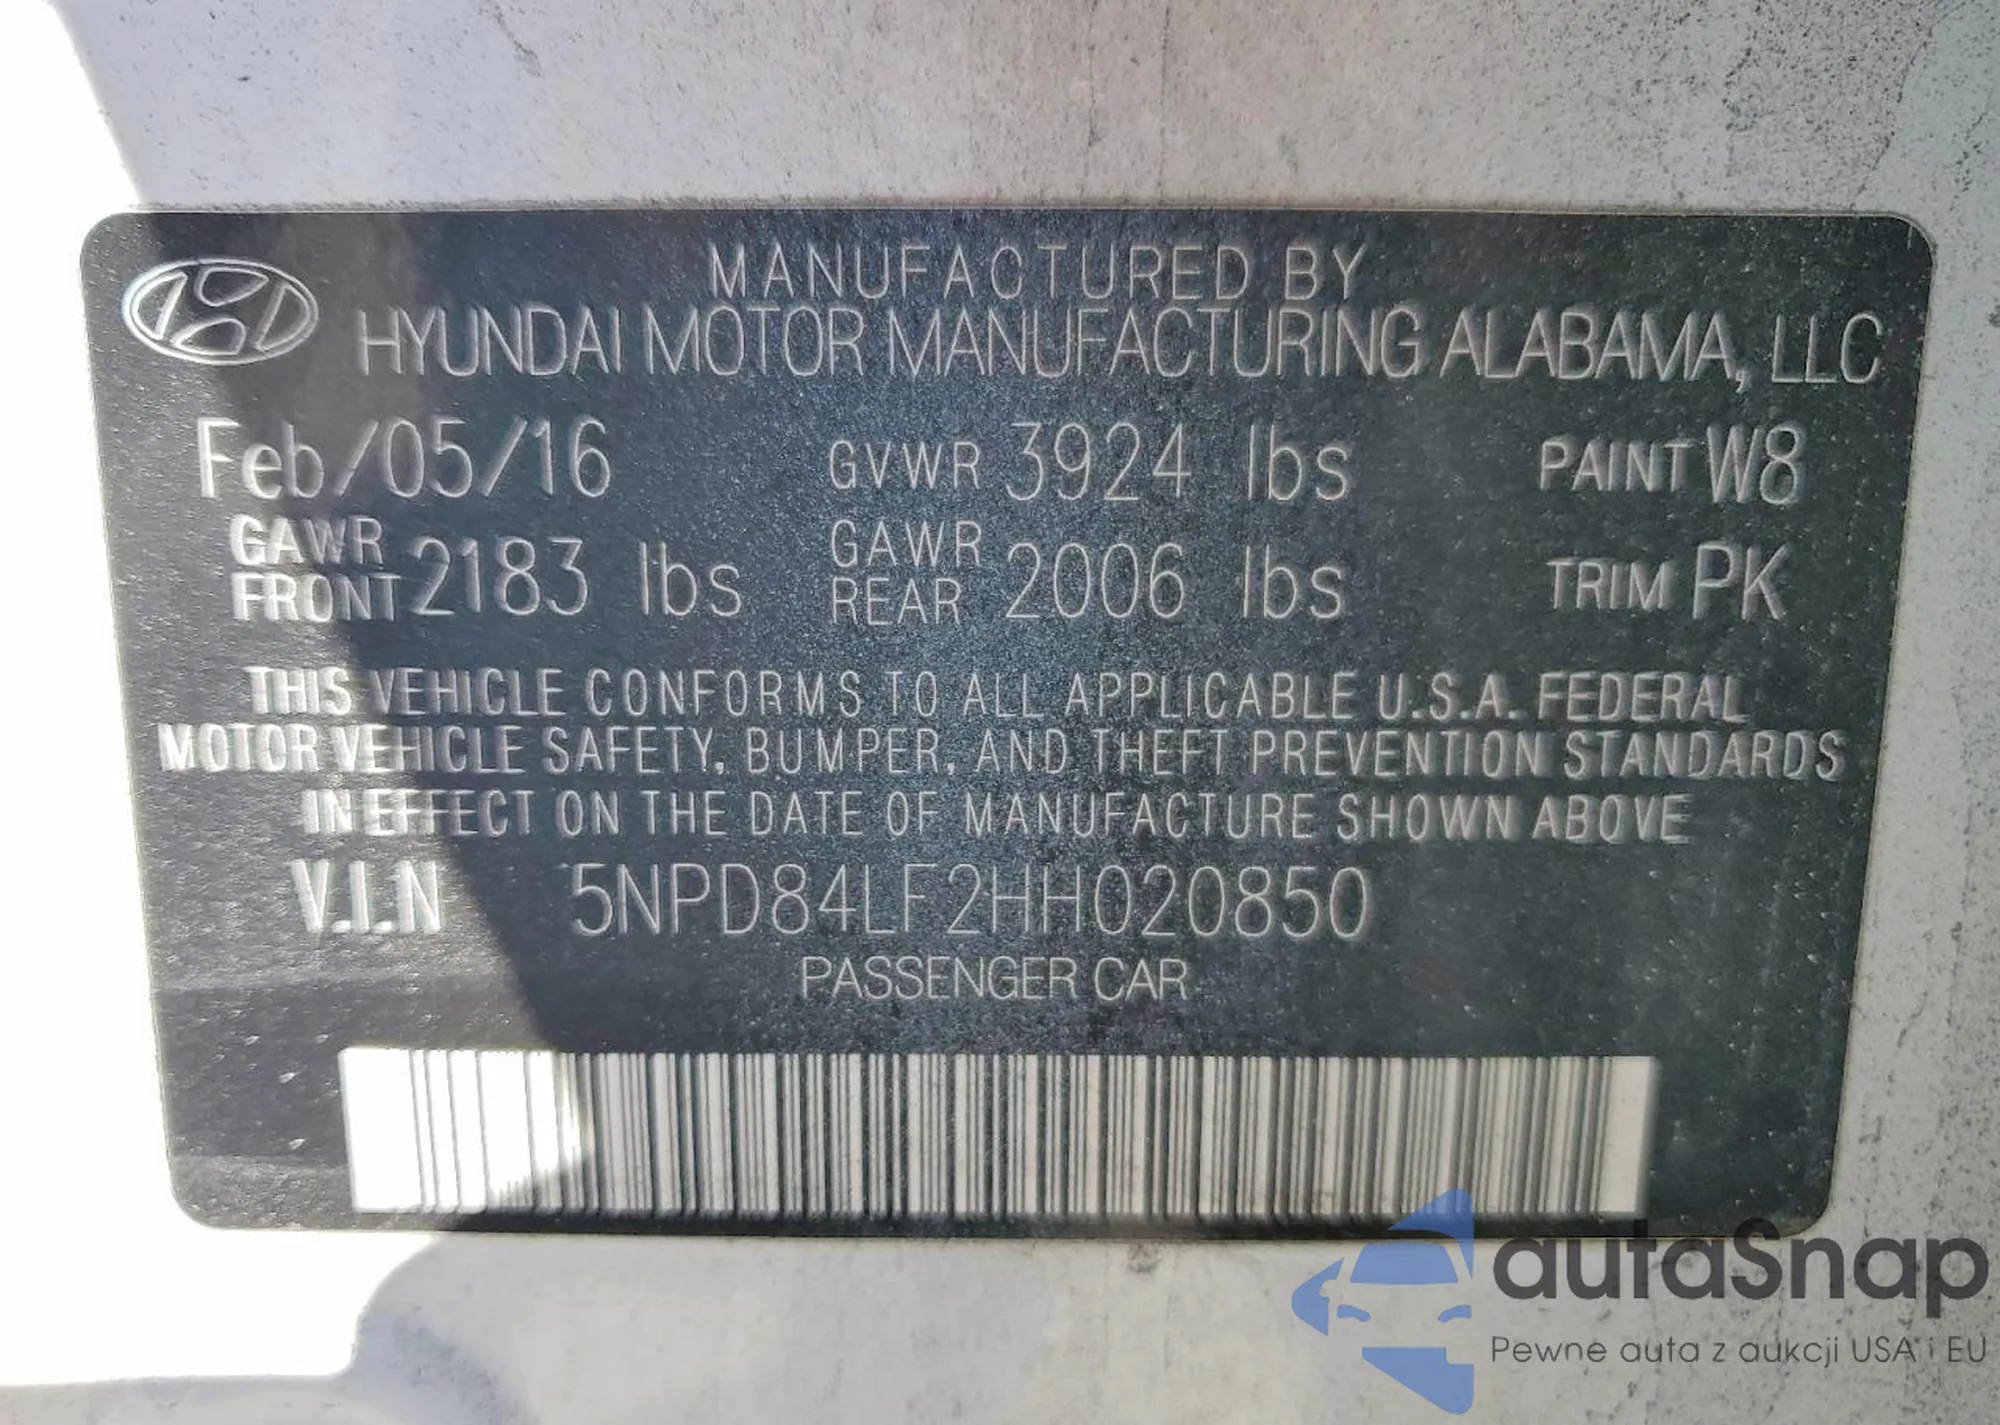 MANUFACTURED BY
HYUNDAI MOTOR MANUFACTURING ALABAMA, LLC
Feb/05/16 GVWR 3924 lbs PAINT W8
GAWR FRONT 2183 lbs GAWR REAR 2006 lbs TRIM PK
THIS VEHICLE CONFORMS TO ALL APPLICABLE U.S.A. FEDERAL
MOTOR VEHICLE SAFETY, BUMPER, AND THEFT PREVENTION STANDARDS
IN EFFECT ON THE DATE OF MANUFACTURE SHOWN ABOVE
V.I.N 5NPD84LF2HH020850
PASSENGER CAR
autaSnap
Pewne auta z aukcji USA i EU